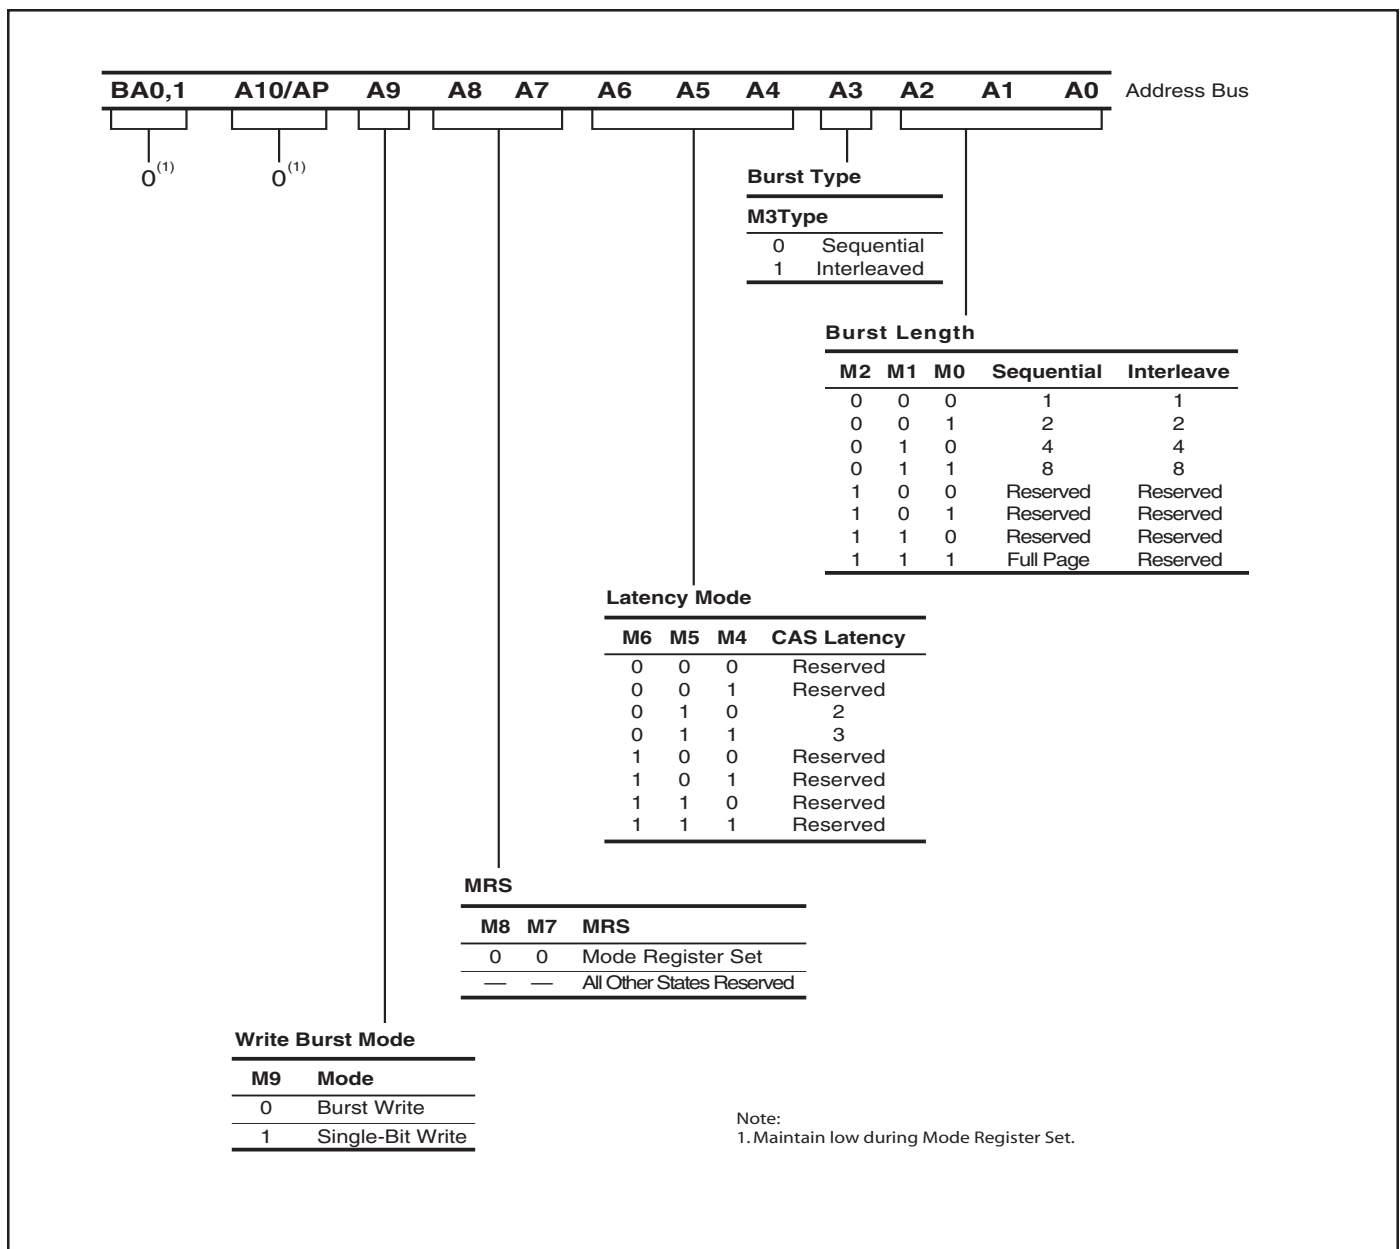 BA0,1 A10/AP A9 A8 A7 A6 A5 A4 A3 A2 A1 A0 Address Bus
0(1) 0(1)
Burst Type
M3Type
0 Sequential
1 Interleaved
Burst Length
M2 M1 M0 Sequential Interleave
0 0 0 1 1
0 0 1 2 2
0 1 0 4 4
0 1 1 8 8
1 0 0 Reserved Reserved
1 0 1 Reserved Reserved
1 1 0 Reserved Reserved
1 1 1 Full Page Reserved
Latency Mode
M6 M5 M4 CAS Latency
0 0 0 Reserved
0 0 1 Reserved
0 1 0 2
0 1 1 3
1 0 0 Reserved
1 0 1 Reserved
1 1 0 Reserved
1 1 1 Reserved
MRS
M8 M7 MRS
0 0 Mode Register Set
— — All Other States Reserved
Write Burst Mode
M9 Mode
0 Burst Write
1 Single-Bit Write
Note:
1. Maintain low during Mode Register Set.